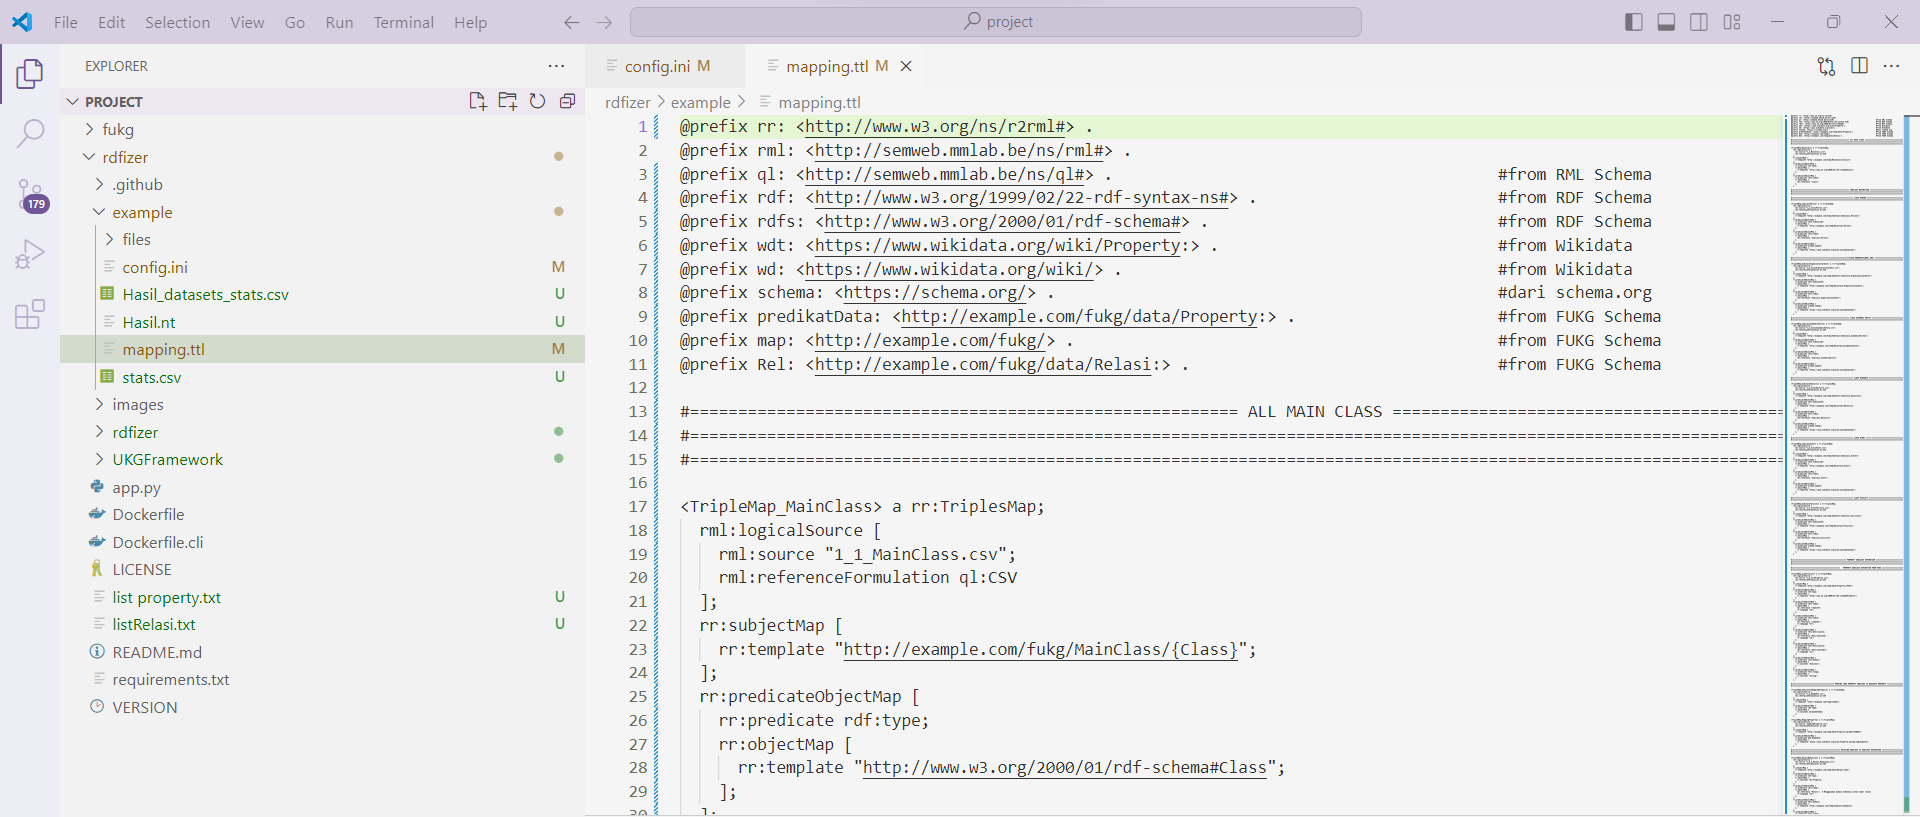 File Edit Selection View Go Run Terminal Help
project
EXPLORER
PROJECT
fukg
rdfizer
.github
example
files
config.ini M
Hasil_datasets_stats.csv U
Hasil.nt U
mapping.ttl M
stats.csv U
images
rdfizer
UKGFramework
app.py
Dockerfile
Dockerfile.cli
LICENSE
list property.txt U
listRelasi.txt U
README.md
requirements.txt
VERSION
179
config.ini M mapping.ttl M
rdfizer > example > mapping.ttl
1 @prefix rr: <http://www.w3.org/ns/r2rml#> .
2 @prefix rml: <http://semweb.mmlab.be/ns/rml#> .
3 @prefix ql: <http://semweb.mmlab.be/ns/ql#> . #from RML Schema
4 @prefix rdf: <http://www.w3.org/1999/02/22-rdf-syntax-ns#> . #from RDF Schema
5 @prefix rdfs: <http://www.w3.org/2000/01/rdf-schema#> . #from RDF Schema
6 @prefix wdt: <https://www.wikidata.org/wiki/Property:> . #from Wikidata
7 @prefix wd: <https://www.wikidata.org/wiki/> . #from Wikidata
8 @prefix schema: <https://schema.org/> . #dari schema.org
9 @prefix predikatData: <http://example.com/fukg/data/Property:> . #from FUKG Schema
10 @prefix map: <http://example.com/fukg/> . #from FUKG Schema
11 @prefix Rel: <http://example.com/fukg/data/Relasi:> . #from FUKG Schema
12
13 #========================================================= ALL MAIN CLASS =========================================
14 #==================================================================================================================
15 #==================================================================================================================
16
17 <TripleMap_MainClass> a rr:TriplesMap;
18 rml:logicalSource [
19 rml:source "1_1_MainClass.csv";
20 rml:referenceFormulation ql:CSV
21 ];
22 rr:subjectMap [
23 rr:template "http://example.com/fukg/MainClass/{Class}";
24 ];
25 rr:predicateObjectMap [
26 rr:predicate rdf:type;
27 rr:objectMap [
28 rr:template "http://www.w3.org/2000/01/rdf-schema#Class";
29 ];
30 ];